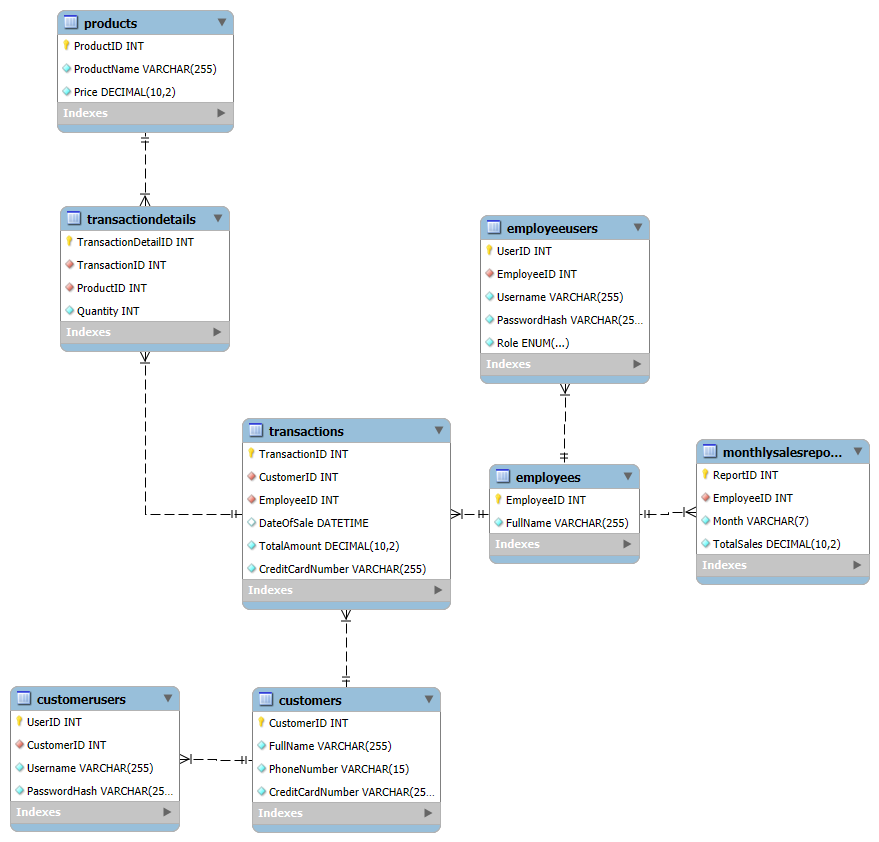 products
ProductID INT
ProductName VARCHAR(255)
Price DECIMAL(10,2)
Indexes
transactiondetails
TransactionDetailID INT
TransactionID INT
ProductID INT
Quantity INT
Indexes
employeeusers
UserID INT
EmployeeID INT
Username VARCHAR(255)
PasswordHash VARCHAR(25...
Role ENUM(...)
Indexes
transactions
TransactionID INT
CustomerID INT
EmployeeID INT
DateOfSale DATETIME
TotalAmount DECIMAL(10,2)
CreditCardNumber VARCHAR(255)
Indexes
employees
EmployeeID INT
FullName VARCHAR(255)
Indexes
monthlysalesrepo...
ReportID INT
EmployeeID INT
Month VARCHAR(7)
TotalSales DECIMAL(10,2)
Indexes
customerusers
UserID INT
CustomerID INT
Username VARCHAR(255)
PasswordHash VARCHAR(25...
Indexes
customers
CustomerID INT
FullName VARCHAR(255)
PhoneNumber VARCHAR(15)
CreditCardNumber VARCHAR(25...
Indexes